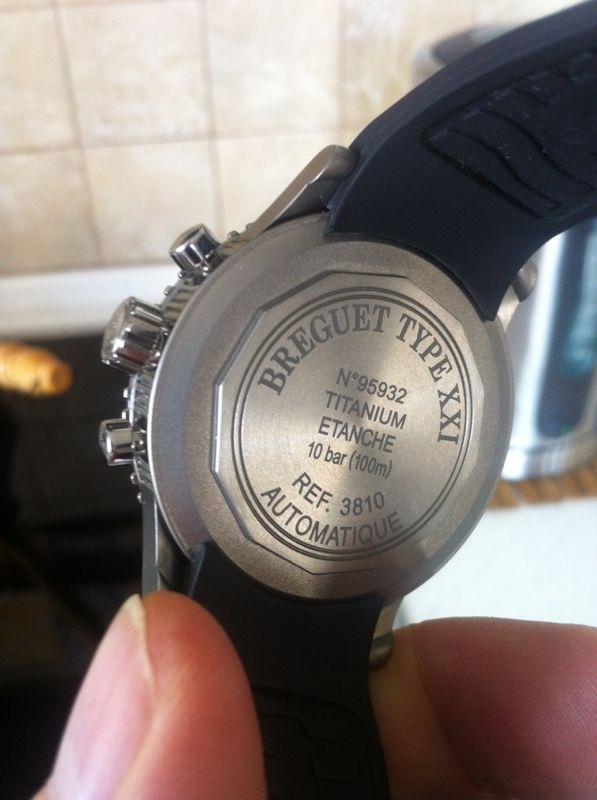 BREGUET TYPE XXI
N°95932
TITANIUM
ETANCHE
10 bar (100m)
REF. 3810
AUTOMATIQUE